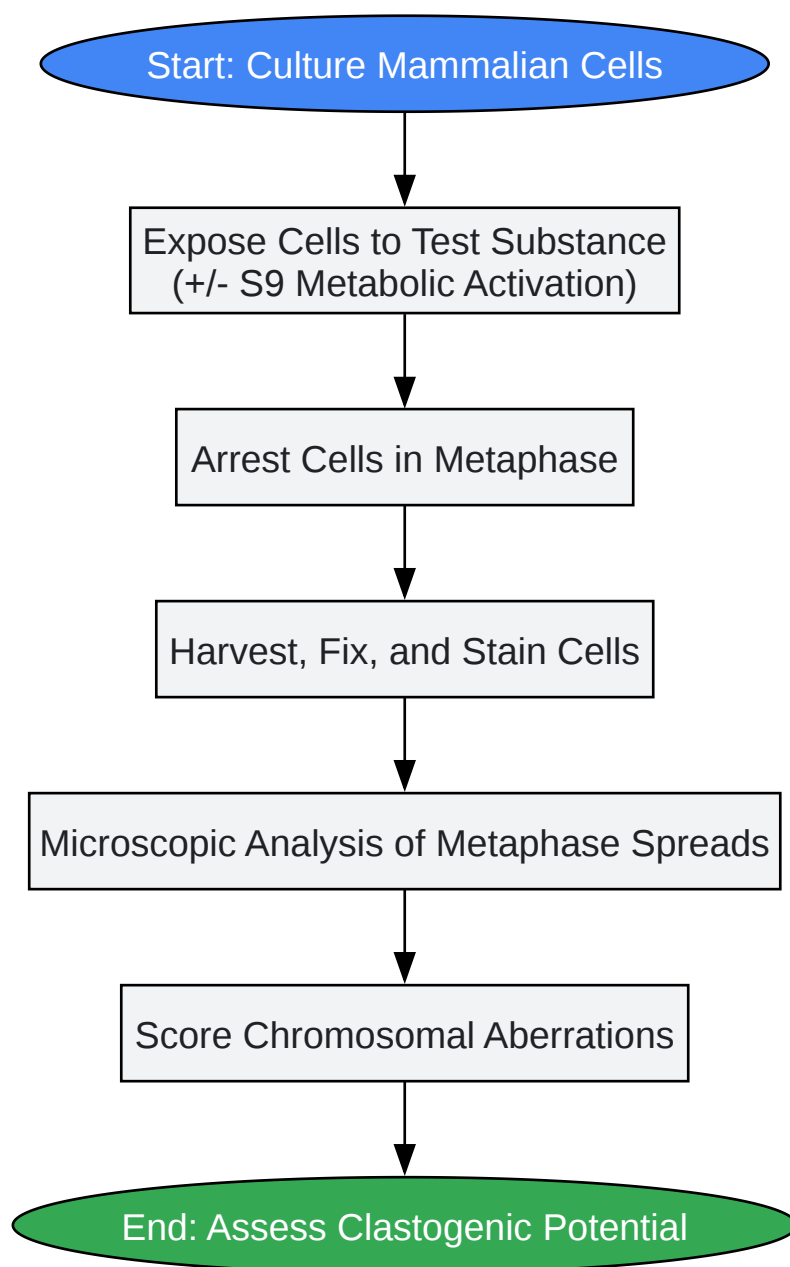 Start: Culture Mammalian Cells
Expose Cells to Test Substance
(+/- S9 Metabolic Activation)
Arrest Cells in Metaphase
Harvest, Fix, and Stain Cells
Microscopic Analysis of Metaphase Spreads
Score Chromosomal Aberrations
End: Assess Clastogenic Potential